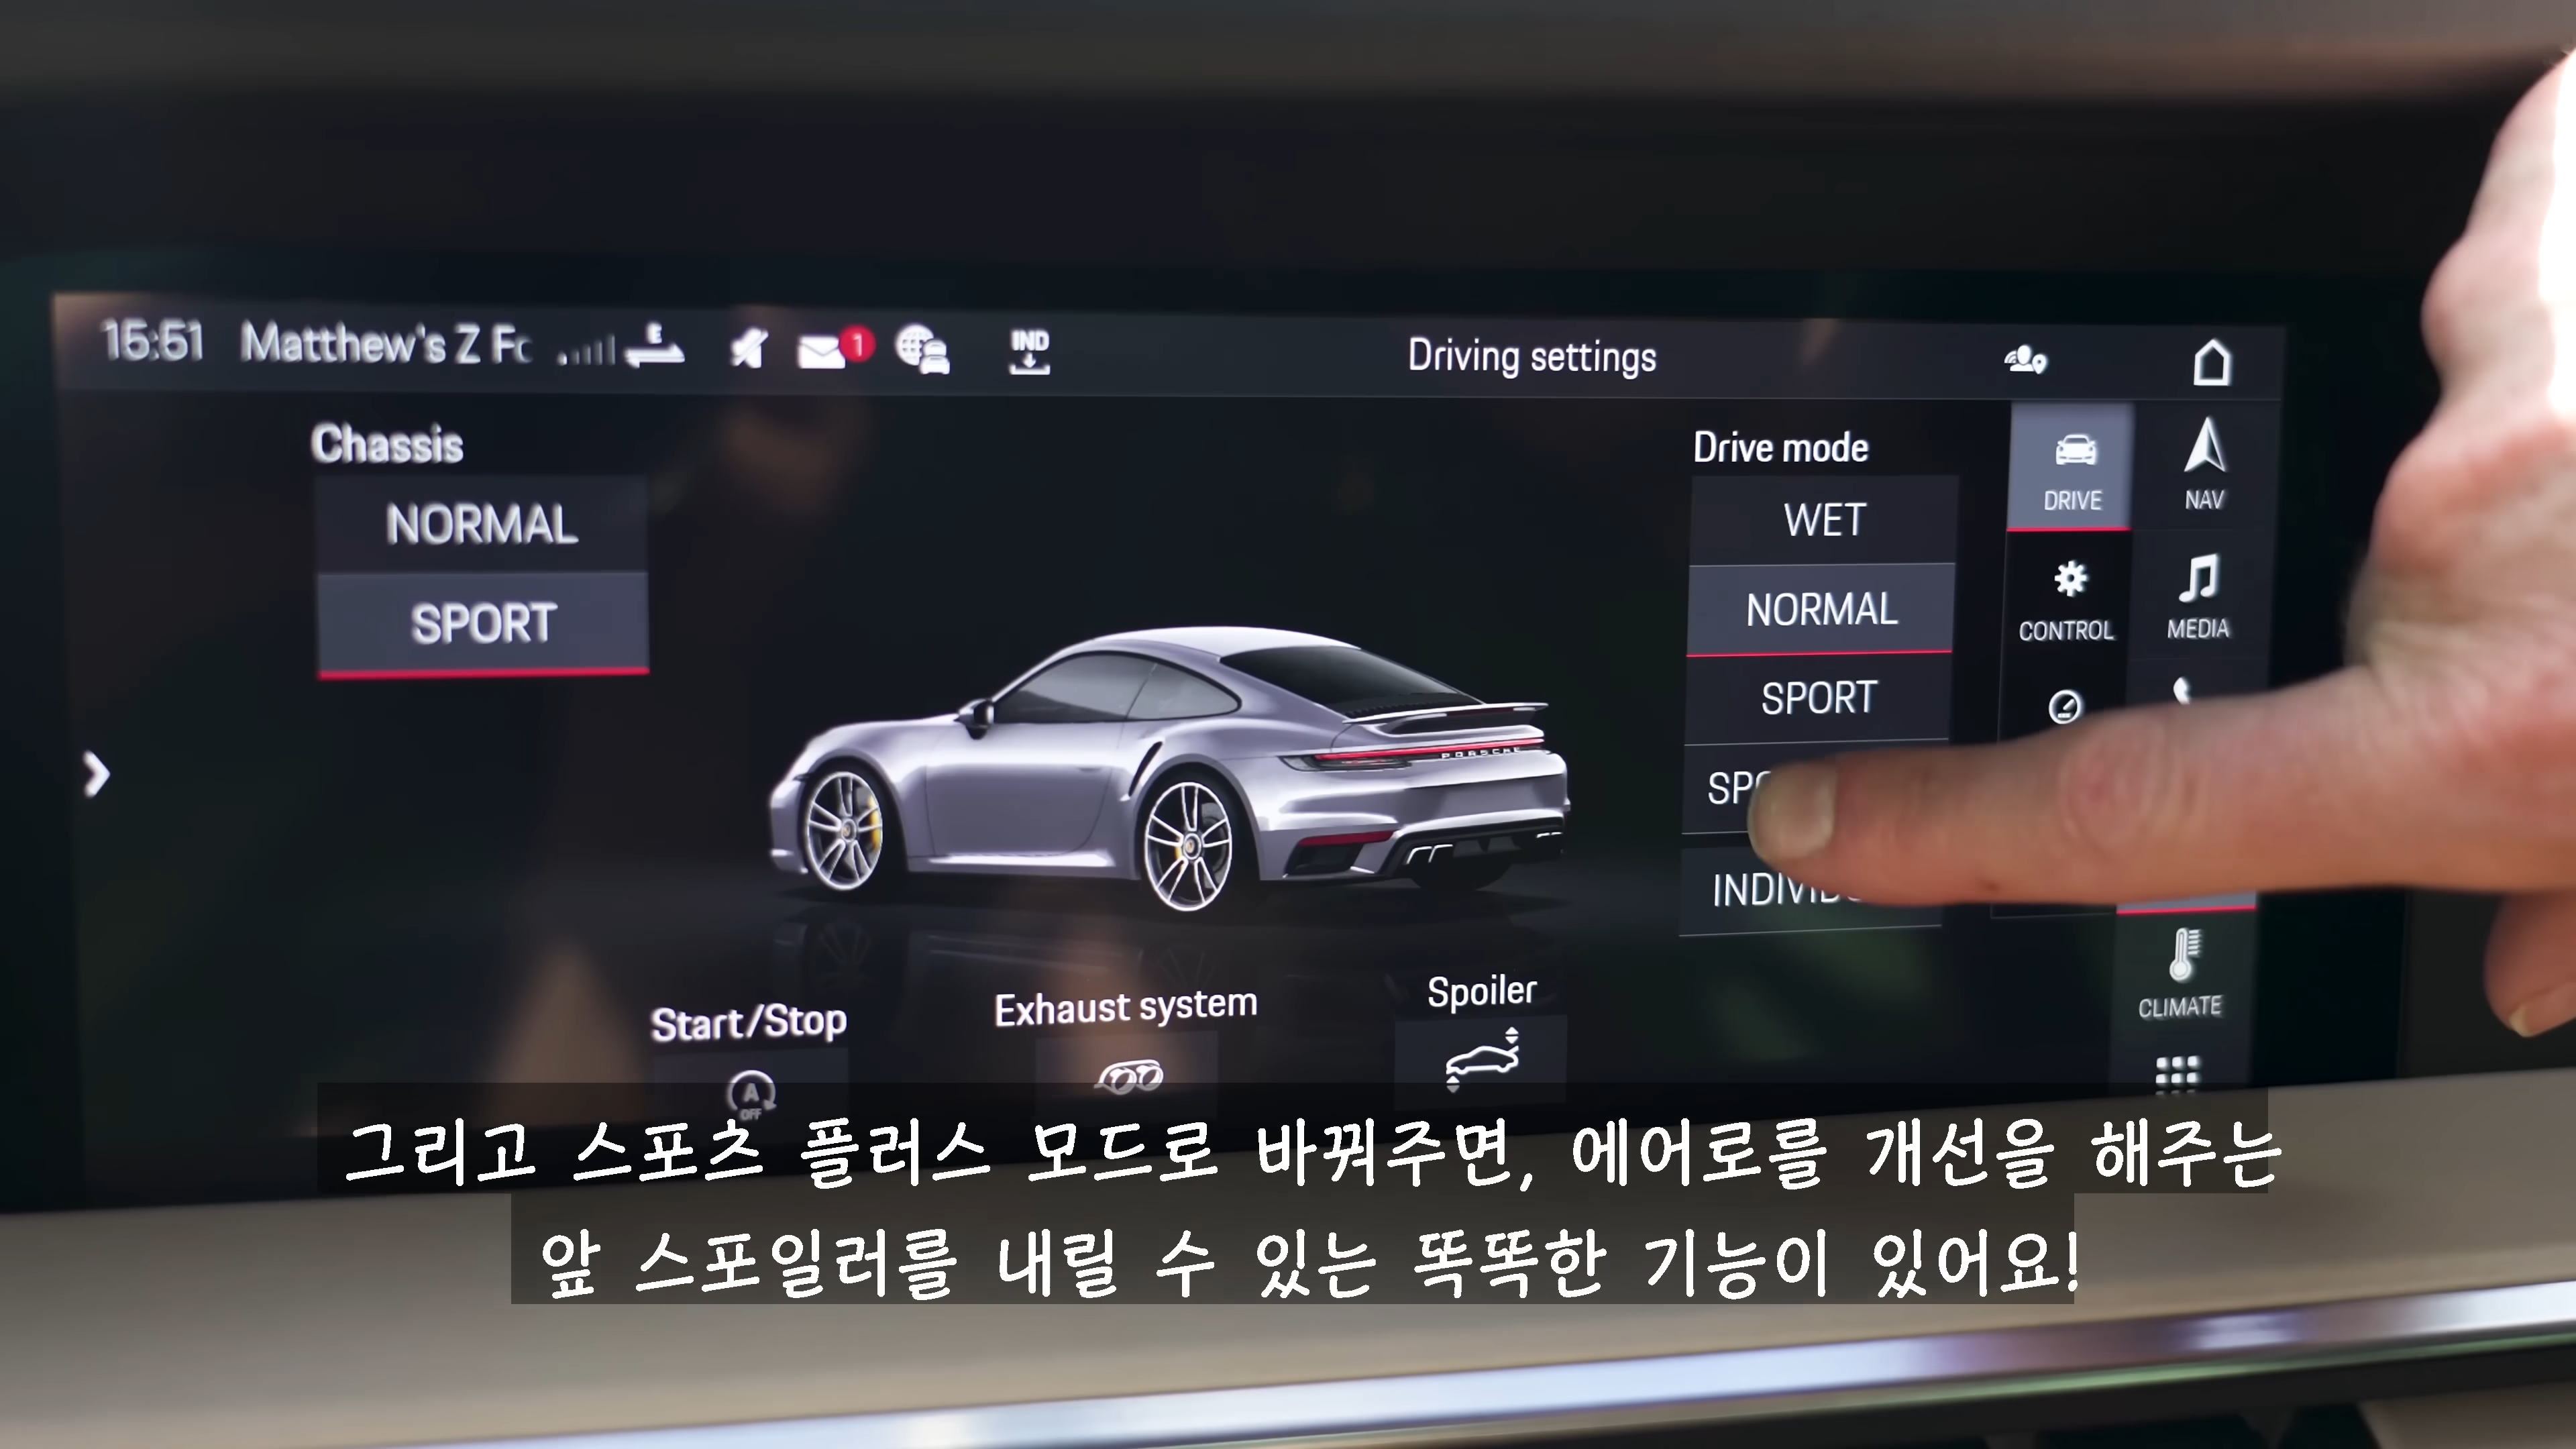 15:51 Matthew's Z Fc
E
1
IND
Driving settings
Chassis
NORMAL
SPORT
Drive mode
WET
NORMAL
SPORT
DRIVE
NAV
CONTROL
MEDIA
CLIMATE
PORSCHE
Start/Stop
A
OFF
Exhaust system
Spoiler
그리고 스포츠 플러스 모드로 바꿔주면, 에어로를 개선을 해주는
앞 스포일러를 내릴 수 있는 똑똑한 기능이 있어요!